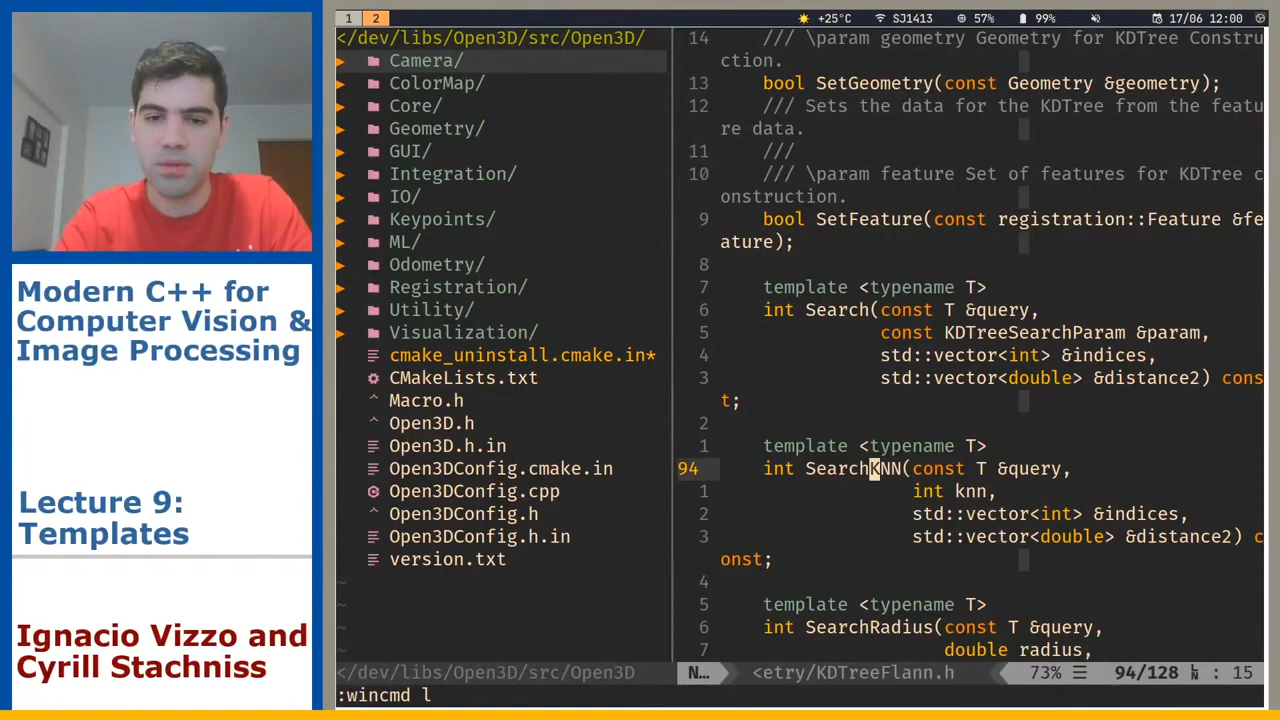 1 2 +25°C SJ1413 57% 99% 17/06 12:00
</dev/libs/Open3D/src/Open3D/
Camera/
ColorMap/
Core/
Geometry/
GUI/
Integration/
IO/
Keypoints/
ML/
Odometry/
Registration/
Utility/
Visualization/
cmake_uninstall.cmake.in*
CMakeLists.txt
Macro.h
Open3D.h
Open3D.h.in
Open3DConfig.cmake.in
Open3DConfig.cpp
Open3DConfig.h
Open3DConfig.h.in
version.txt
~
~
~
~
14 /// \param geometry Geometry for KDTree Constru
ction.
13 bool SetGeometry(const Geometry &geometry);
12 /// Sets the data for the KDTree from the featu
re data.
11 ///
10 /// \param feature Set of features for KDTree c
onstruction.
9 bool SetFeature(const registration::Feature &fe
ature);
8
7 template <typename T>
6 int Search(const T &query,
5 const KDTreeSearchParam &param,
4 std::vector<int> &indices,
3 std::vector<double> &distance2) cons
t;
2
1 template <typename T>
94 int SearchKNN(const T &query,
1 int knn,
2 std::vector<int> &indices,
3 std::vector<double> &distance2) c
onst;
4
5 template <typename T>
6 int SearchRadius(const T &query,
7 double radius,
</dev/libs/Open3D/src/Open3D N… <etry/KDTreeFlann.h 73% ☰ 94/128 : 15
:wincmd l
Modern C++ for
Computer Vision &
Image Processing
Lecture 9:
Templates
Ignacio Vizzo and
Cyrill Stachniss